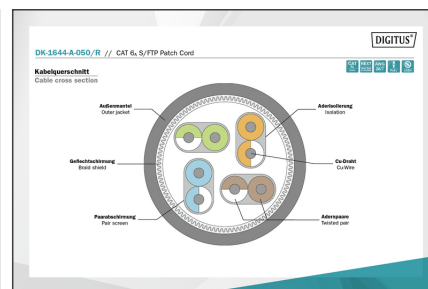 DIGITUS®
DK-1644-A-050/R // CAT 6A S/FTP Patch Cord
Kabelquerschnitt
Cable cross section
Außenmantel
Outer jacket
Aderisolierung
Isolation
Geflechtschirmung
Braid shield
Cu-Draht
Cu-Wire
Paarabschirmung
Pair screen
Aderspaare
Twisted pair